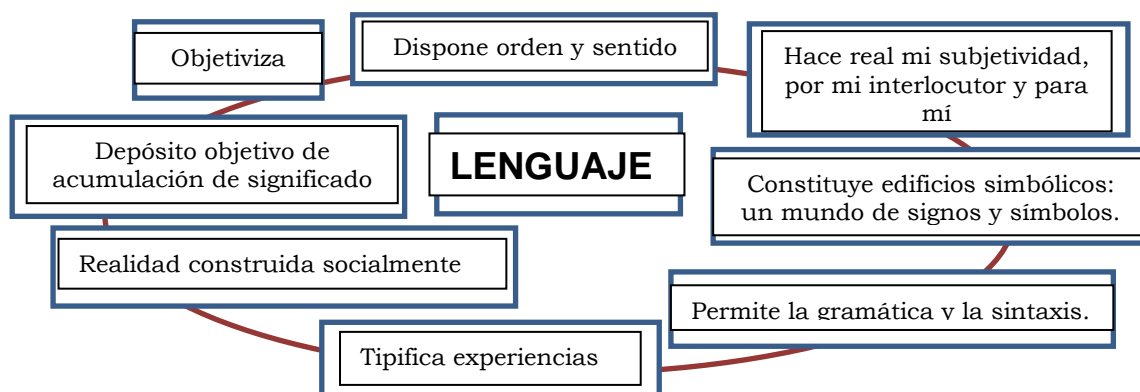 Objetiviza
Dispone orden y sentido
Hace real mi subjetividad,
por mi interlocutor y para
mí
Depósito objetivo de
acumulación de significado
LENGUAJE
Constituye edificios simbólicos:
un mundo de signos y símbolos.
Realidad construida socialmente
Permite la gramática y la sintaxis.
Tipifica experiencias